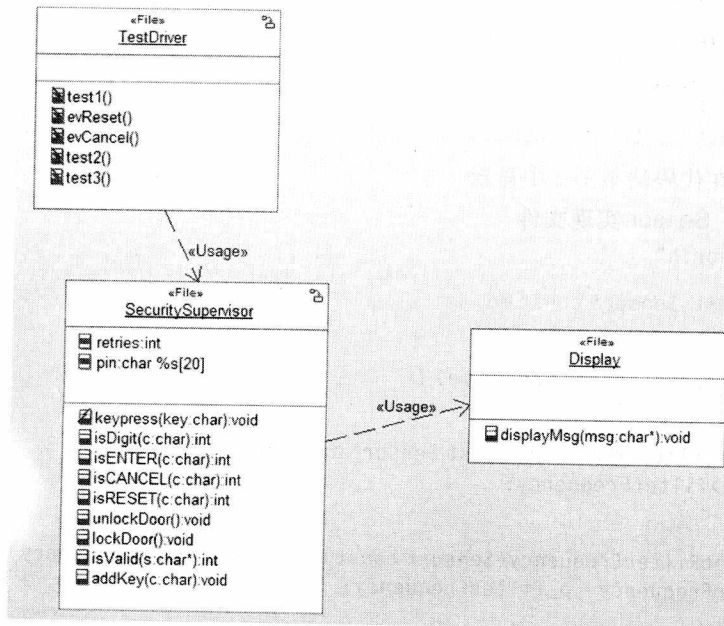 «File»
TestDriver
test1()
evReset()
evCancel()
test2()
test3()
«Usage»
«File»
SecuritySupervisor
retries:int
pin:char %s[20]
keypress(key:char):void
isDigit(c:char):int
isENTER(c:char):int
isCANCEL(c:char):int
isRESET(c:char):int
unlockDoor():void
lockDoor():void
isValid(s:char*):int
addKey(c:char):void
«Usage»
«File»
Display
displayMsg(msg:char*):void